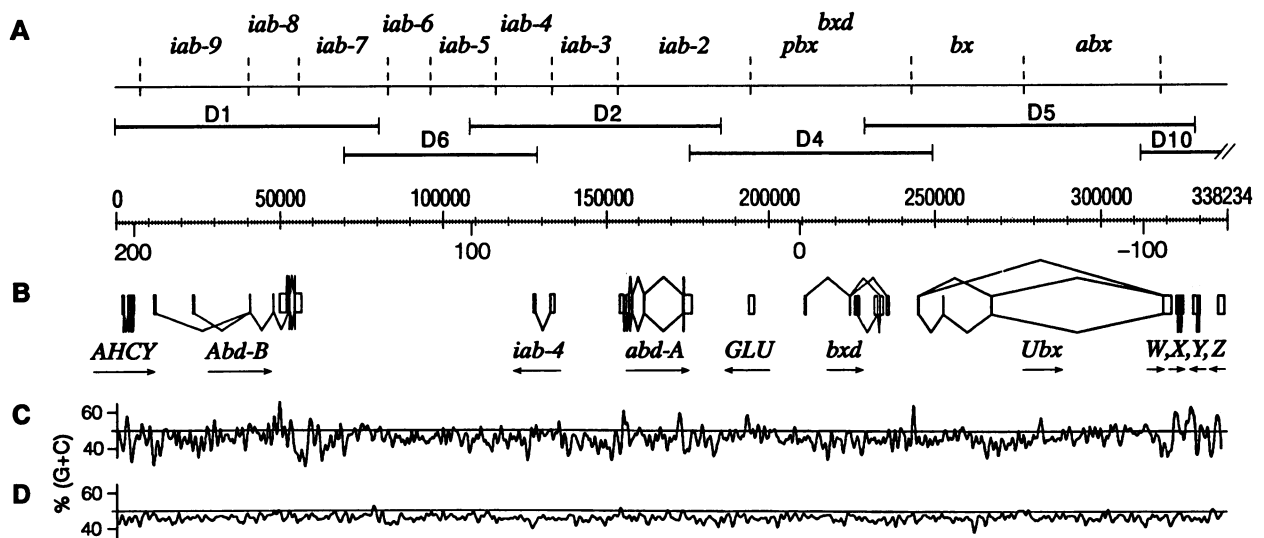 A
iab-9 iab-8 iab-7 iab-6 iab-5 iab-4 iab-3 iab-2 pbx bxd bx abx
D1 D2 D5
D6 D4 D10
0 50000 100000 150000 200000 250000 300000 338234
200 100 0 −100
B
AHCY Abd-B iab-4 abd-A GLU bxd Ubx W,X,Y,Z
C
60
40
% (G+C)
D
60
40